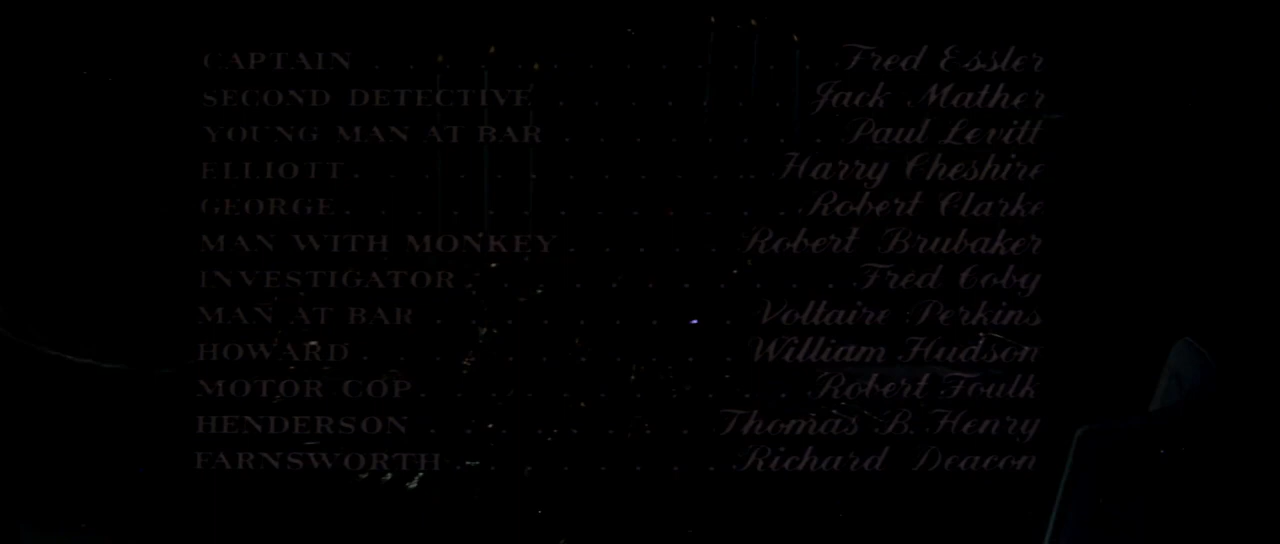 CAPTAIN . . . . . . . . . . . . . . . . . Fred Essler
SECOND DETECTIVE . . . . . . . . . Jack Mather
YOUNG MAN AT BAR . . . . . . . . Paul Levitt
ELLIOTT . . . . . . . . . . . . . . . Harry Cheshire
GEORGE . . . . . . . . . . . . . Robert Clarke
MAN WITH MONKEY . . . . . Robert Brubaker
INVESTIGATOR . . . . . . . . . . . Fred Coby
MAN AT BAR . . . . . . . . . Voltaire Perkins
HOWARD . . . . . . . . . . . William Hudson
MOTOR COP . . . . . . . . . . . Robert Foulk
HENDERSON . . . . . . . . Thomas B. Henry
FARNSWORTH . . . . . . . . Richard Deacon